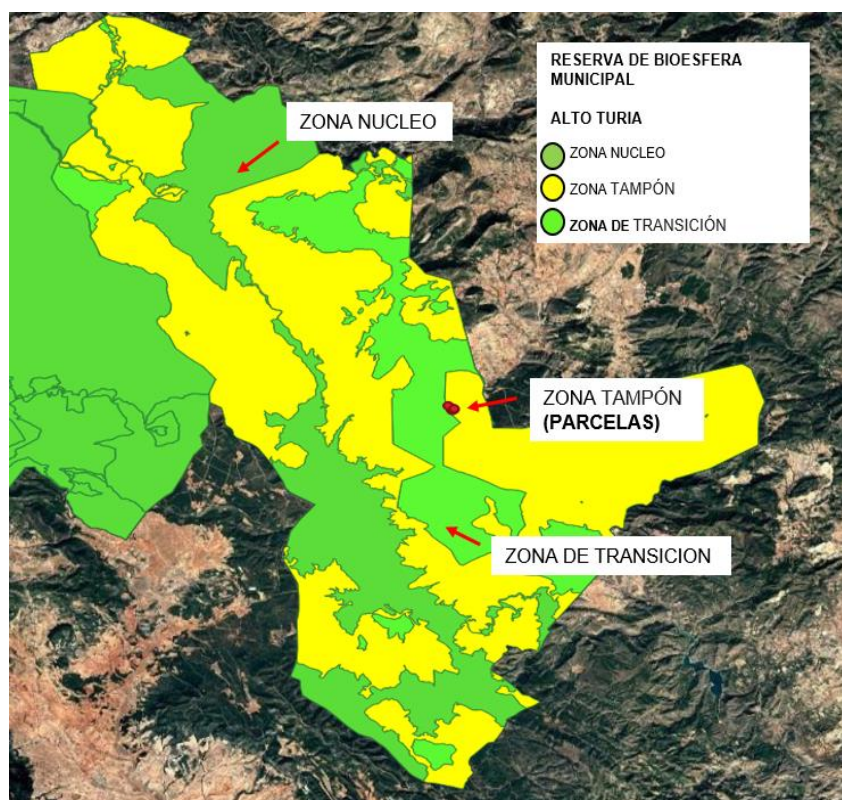 RESERVA DE BIOESFERA
MUNICIPAL
ALTO TURIA
ZONA NUCLEO
ZONA TAMPÓN
ZONA DE TRANSICIÓN
ZONA NUCLEO
ZONA TAMPÓN
(PARCELAS)
ZONA DE TRANSICION